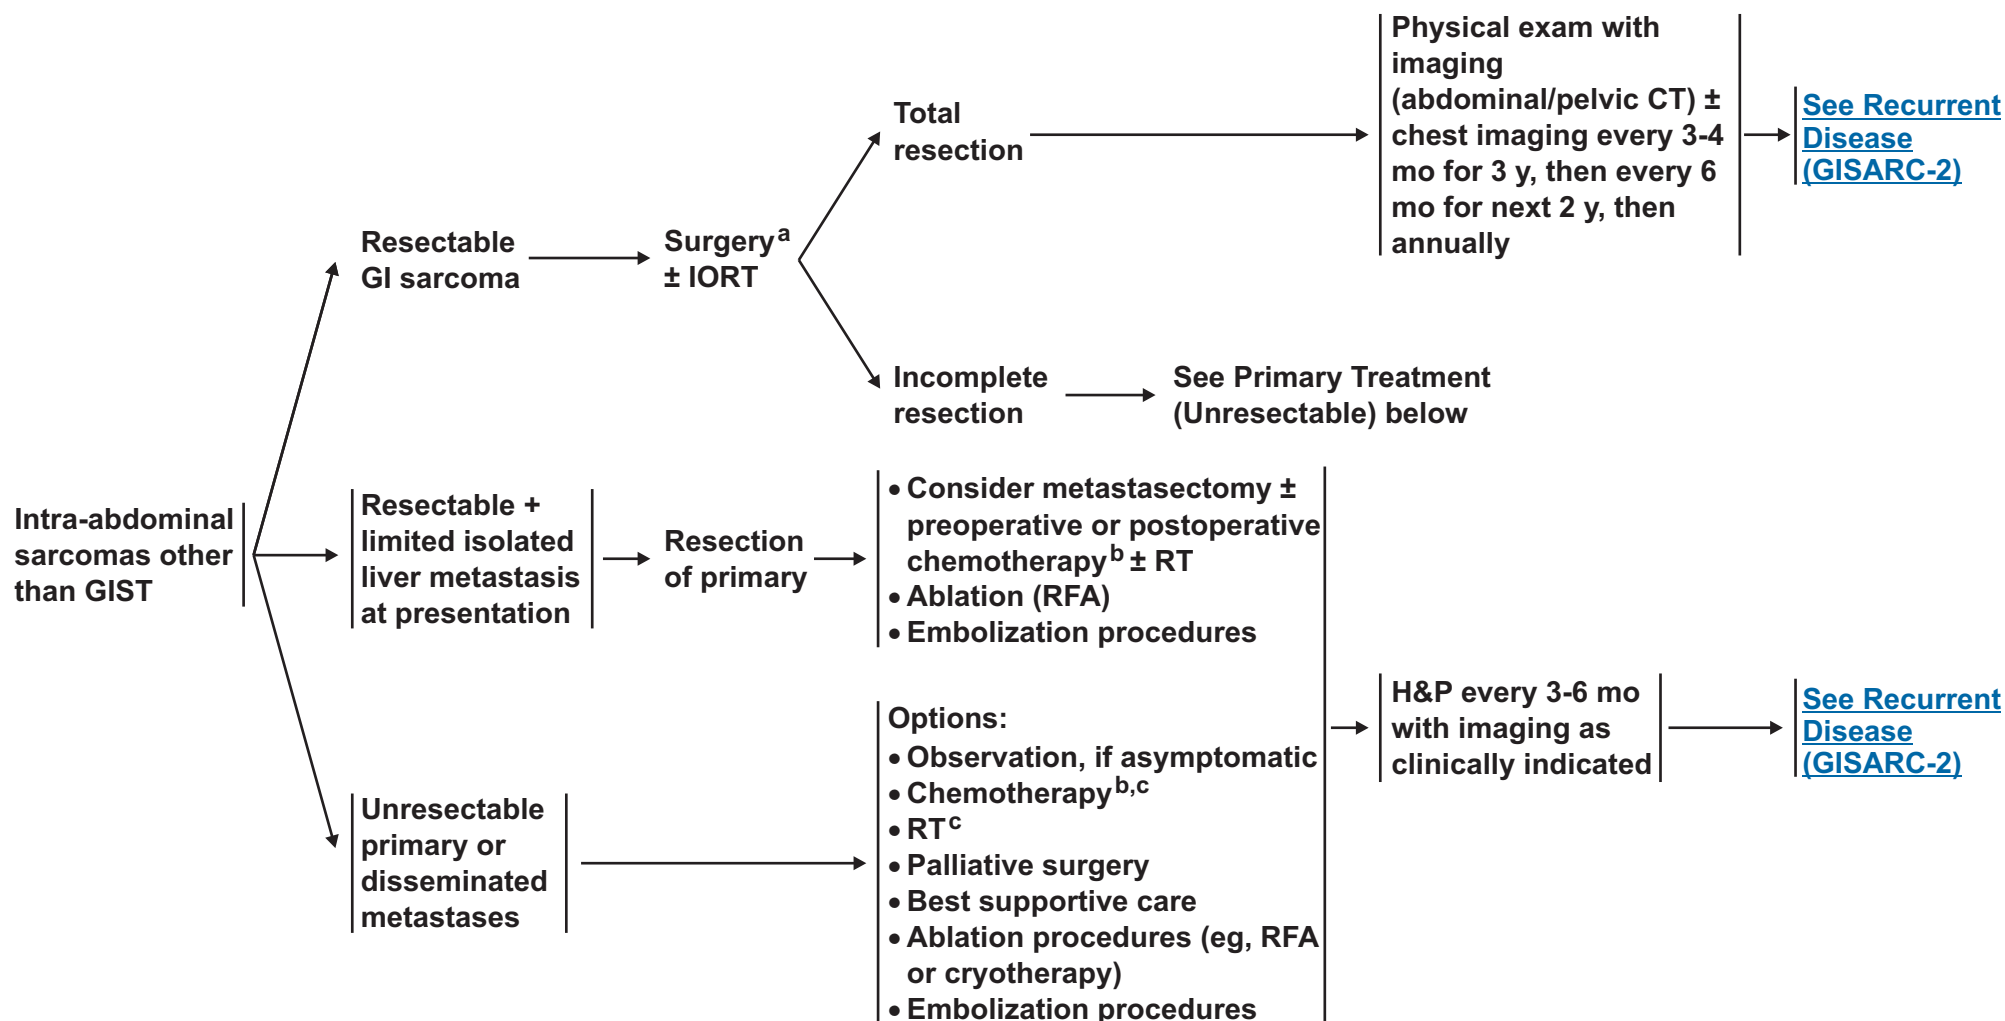 Intra-abdominal
sarcomas other
than GIST
Resectable
GI sarcoma
Surgery a
± IORT
Total
resection
Physical exam with
imaging
(abdominal/pelvic CT) ±
chest imaging every 3-4
mo for 3 y, then every 6
mo for next 2 y, then
annually
See Recurrent
Disease
(GISARC-2)
Incomplete
resection
See Primary Treatment
(Unresectable) below
Resectable +
limited isolated
liver metastasis
at presentation
Resection
of primary
• Consider metastasectomy ±
preoperative or postoperative
chemotherapy b ± RT
• Ablation (RFA)
• Embolization procedures
Unresectable
primary or
disseminated
metastases
Options:
• Observation, if asymptomatic
• Chemotherapy b,c
• RT c
• Palliative surgery
• Best supportive care
• Ablation procedures (eg, RFA
or cryotherapy)
• Embolization procedures
H&P every 3-6 mo
with imaging as
clinically indicated
See Recurrent
Disease
(GISARC-2)